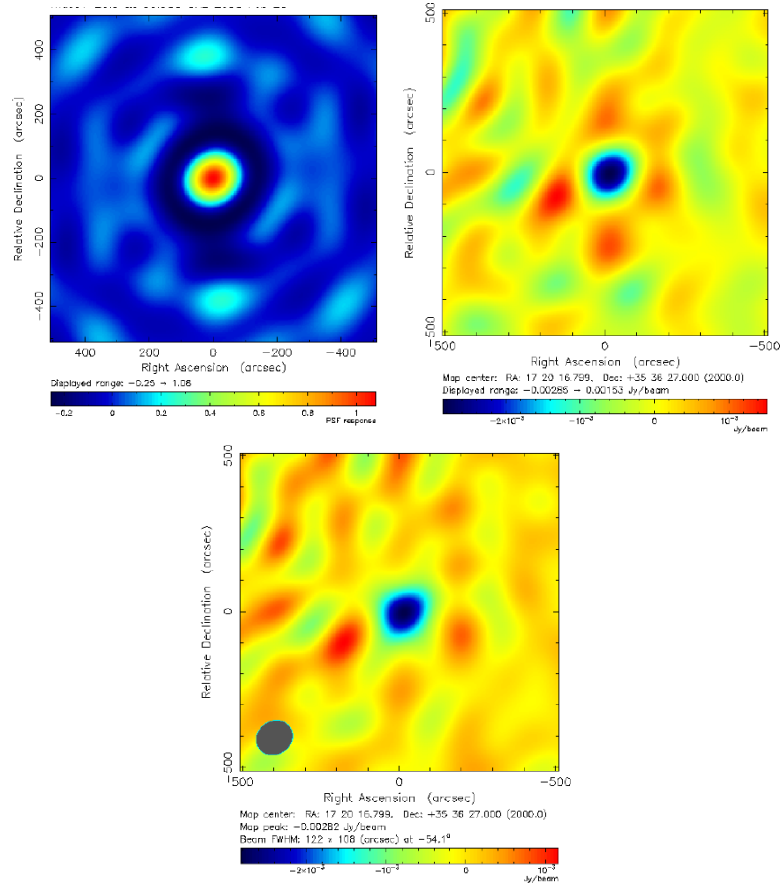 400
200
0
-200
-400
Relative Declination (arcsec)
400 200 0 -200 -400
Right Ascension (arcsec)
Displayed range: -0.25 → 1.08
-0.2 0 0.2 0.4 0.6 0.8 1
PSF response
500
0
-500
Relative Declination (arcsec)
500 0 -500
Right Ascension (arcsec)
Map center: RA: 17 20 16.799, Dec: +35 36 27.000 (2000.0)
Displayed range: -0.00285 → 0.00153 Jy/beam
-2×10⁻³ -10⁻³ 0 10⁻³
Jy/beam
500
0
-500
Relative Declination (arcsec)
500 0 -500
Right Ascension (arcsec)
Map center: RA: 17 20 16.799, Dec: +35 36 27.000 (2000.0)
Map peak: -0.00282 Jy/beam
Beam FWHM: 122 x 108 (arcsec) at -54.1°
-2×10⁻³ -10⁻³ 0 10⁻³
Jy/beam